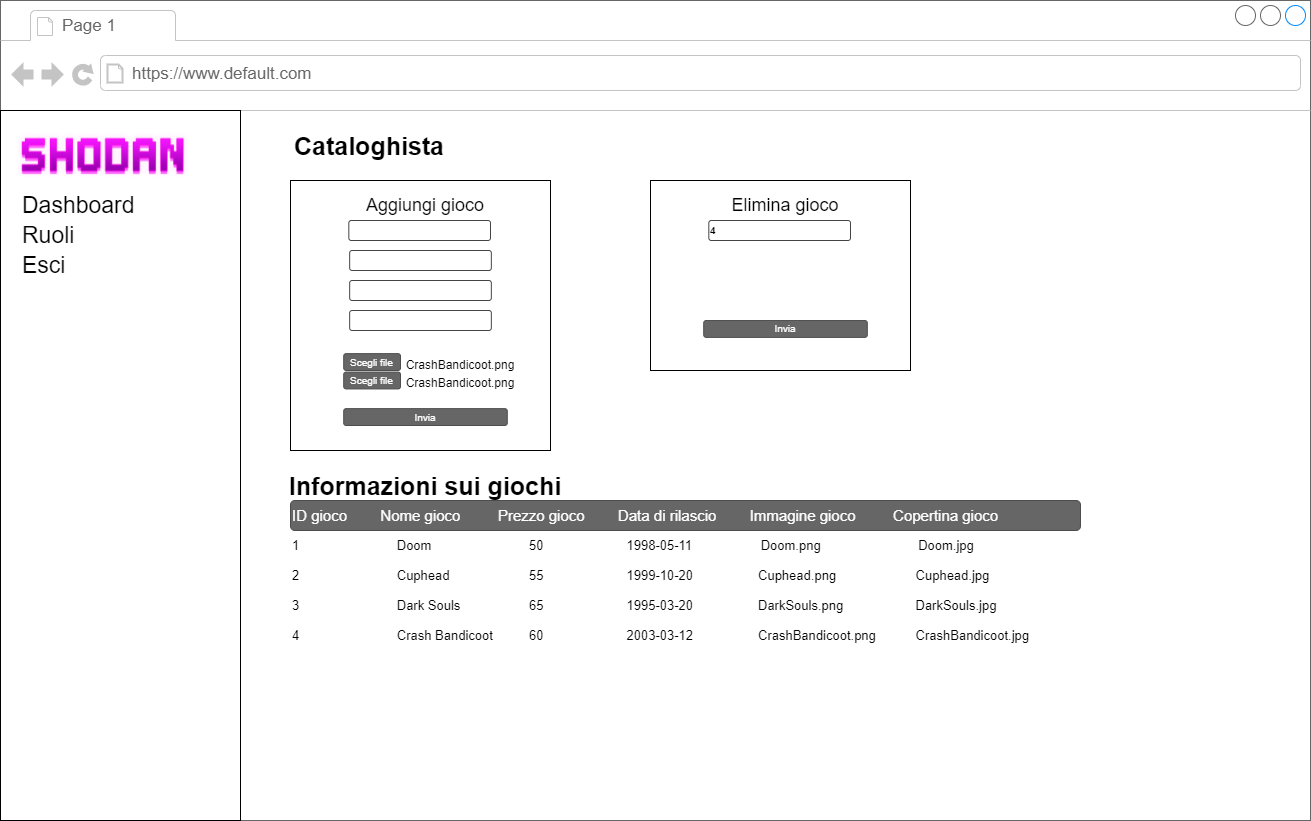 Page 1
https://www.default.com
SHODAN
Dashboard
Ruoli
Esci
Cataloghista
Aggiungi gioco
Scegli file CrashBandicoot.png
Scegli file CrashBandicoot.png
Invia
Elimina gioco
4
Invia
Informazioni sui giochi
ID gioco Nome gioco Prezzo gioco Data di rilascio Immagine gioco Copertina gioco
1 Doom 50 1998-05-11 Doom.png Doom.jpg
2 Cuphead 55 1999-10-20 Cuphead.png Cuphead.jpg
3 Dark Souls 65 1995-03-20 DarkSouls.png DarkSouls.jpg
4 Crash Bandicoot 60 2003-03-12 CrashBandicoot.png CrashBandicoot.jpg